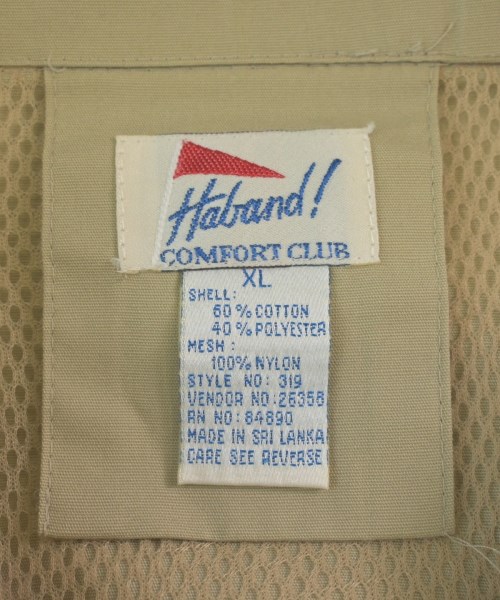 Haband!
COMFORT CLUB
XL
SHELL:
60% COTTON
40% POLYESTER
MESH:
100% NYLON
STYLE NO: 319
VENDOR NO: 26358
RN NO: 84890
MADE IN SRI LANKA
CARE SEE REVERSE